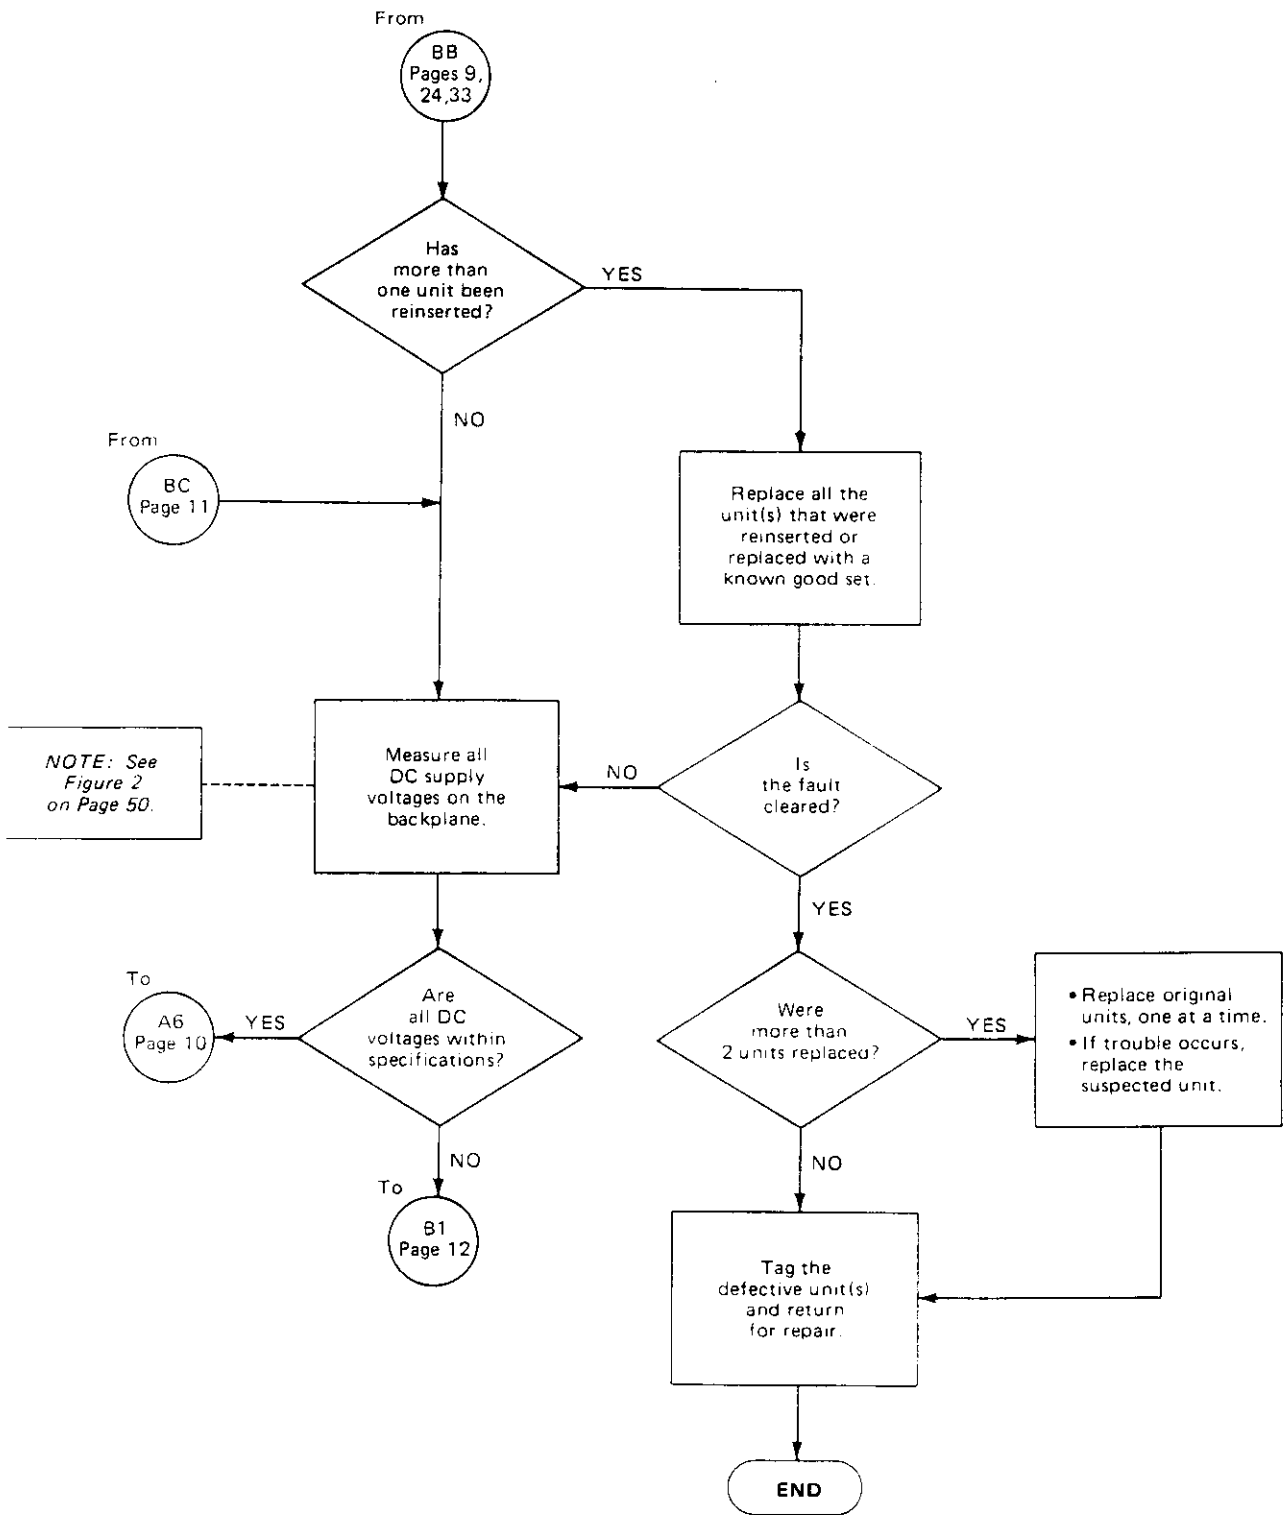 From
BB
Pages 9,
24,33
Has
more than
one unit been
reinserted?
YES
NO
From
BC
Page 11
Replace all the
unit(s) that were
reinserted or
replaced with a
known good set.
NOTE: See
Figure 2
on Page 50.
Measure all
DC supply
voltages on the
backplane.
NO
Is
the fault
cleared?
YES
To
A6
Page 10
YES
Are
all DC
voltages within
specifications?
NO
To
B1
Page 12
Were
more than
2 units replaced?
YES
• Replace original
units, one at a time.
• If trouble occurs,
replace the
suspected unit.
NO
Tag the
defective unit(s)
and return
for repair.
END